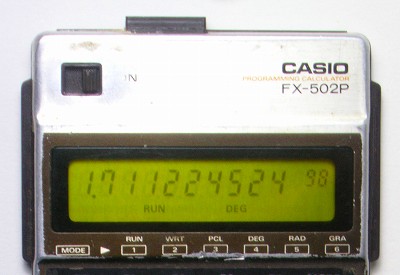 IN
CASIO
PROGRAMMING CALCULATOR
FX-502P
1.711224524 98
RUN DEG
RUN WRT PCL DEG RAD GRA
MODE 1 2 3 4 5 6